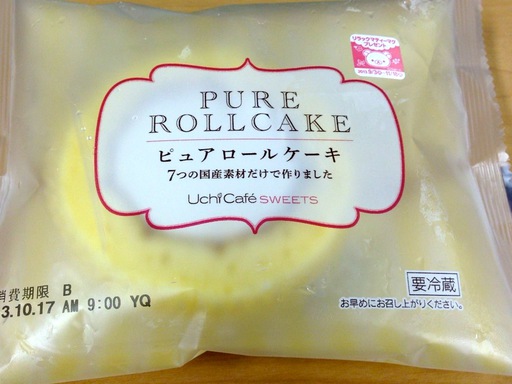 リラックマティーマグ
プレゼント
PURE
ROLLCAKE
ピュアロールケーキ
7つの国産素材だけで作りました
Uchi Café SWEETS
要冷蔵
お早めにお召し上がりください。
消費期限 B
3.10.17 AM 9:00 YQ